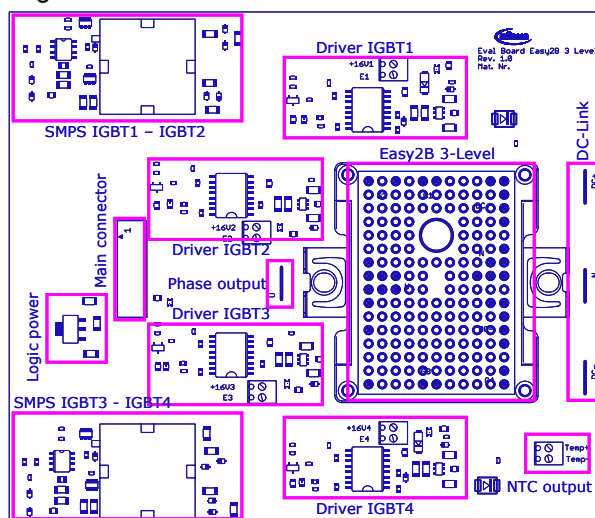 Driver IGBT1
+16V1
E1
Infineon
Eval Board Easy2B 3 Level
Rev. 1.0
Mat. Nr.
SMPS IGBT1 – IGBT2
DC-Link
Easy2B 3-Level
Main connector
1
+16V2
E2
Driver IGBT2
Phase output
Driver IGBT3
Logic power
+16V3
E3
SMPS IGBT3 - IGBT4
+16V4
E4
Temp+
Temp-
NTC output
Driver IGBT4